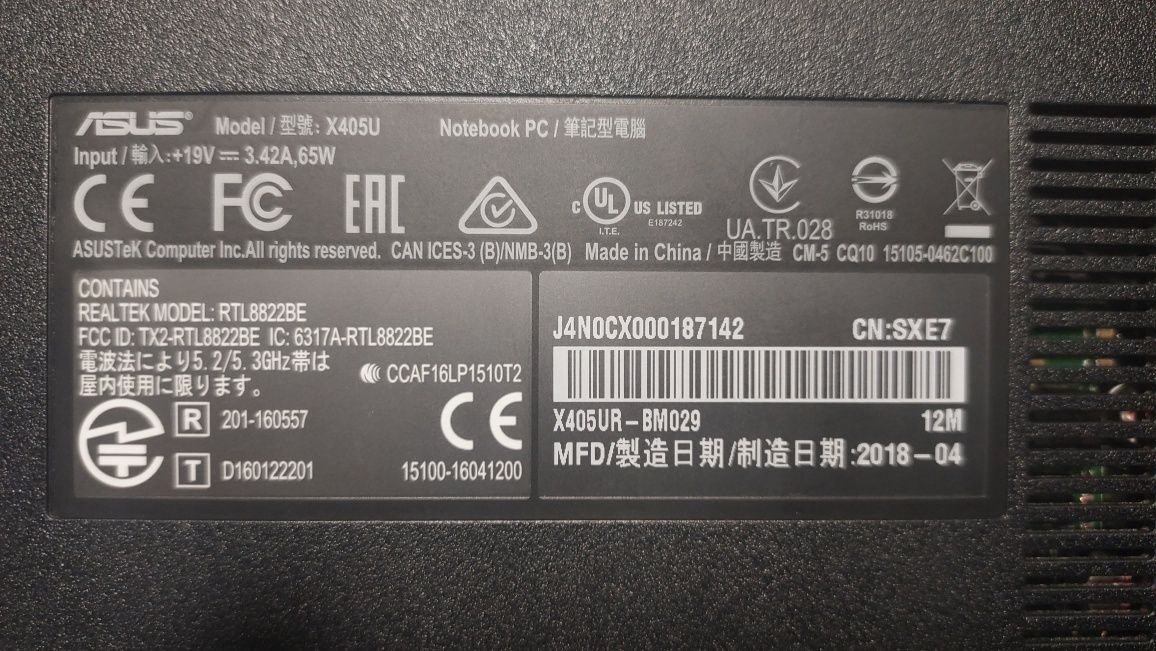 ASUS® Model / 型號: X405U Notebook PC / 筆記型電腦
Input / 輸入:+19V ⎓ 3.42A,65W
CE FC EAC C UL US LISTED
I.T.E. E187242
UA.TR.028
R31018
RoHS
ASUSTeK Computer Inc.All rights reserved. CAN ICES-3 (B)/NMB-3(B) Made in China / 中國製造 CM-5 CQ10 15105-0462C100
CONTAINS
REALTEK MODEL: RTL8822BE
FCC ID: TX2-RTL8822BE IC: 6317A-RTL8822BE
電波法により5.2/5.3GHz帯は
屋内使用に限ります。
CCAF16LP1510T2
R 201-160557
CE
T D160122201
15100-16041200
J4N0CX000187142 CN:SXE7
X405UR-BM029 12M
MFD/製造日期/制造日期:2018-04